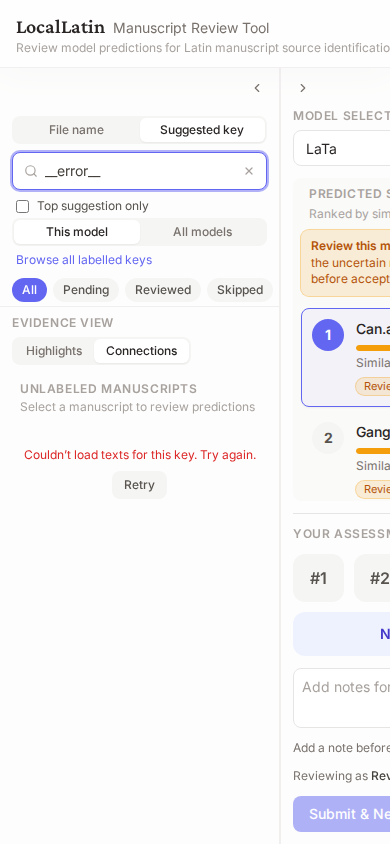 LocalLatin Manuscript Review Tool
Review model predictions for Latin manuscript source identificatio
File name
Suggested key
__error__
Top suggestion only
This model
All models
Browse all labelled keys
All
Pending
Reviewed
Skipped
EVIDENCE VIEW
Highlights
Connections
UNLABELED MANUSCRIPTS
Select a manuscript to review predictions
Couldn't load texts for this key. Try again.
Retry
MODEL SELECT
LaTa
PREDICTED S
Ranked by sim
Review this m
the uncertain
before accept
1
Can.a
Simila
Revie
2
Gang
Simila
Revie
YOUR ASSESSM
#1
#2
N
Add notes for
Add a note before
Reviewing as Rev
Submit & Ne